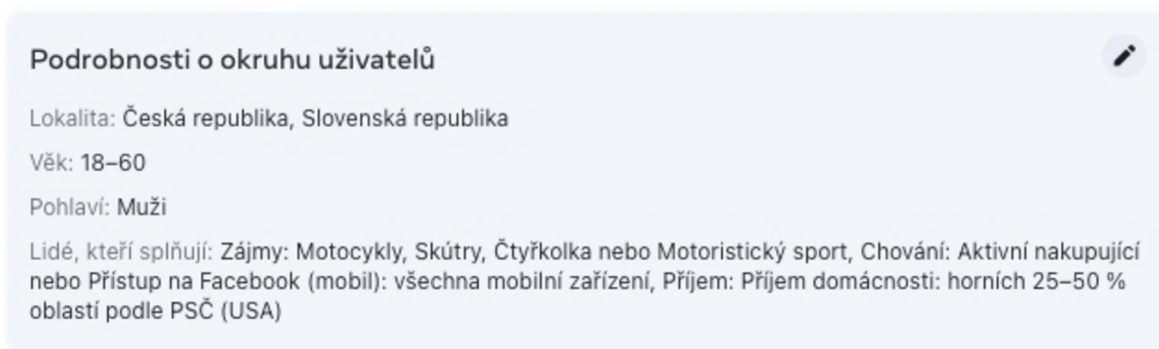 Podrobnosti o okruhu uživatelů
Lokalita: Česká republika, Slovenská republika
Věk: 18–60
Pohlaví: Muži
Lidé, kteří splňují: Zájmy: Motocykly, Skútry, Čtyřkolka nebo Motoristický sport, Chování: Aktivní nakupující
nebo Přístup na Facebook (mobil): všechna mobilní zařízení, Příjem: Příjem domácnosti: horních 25–50 %
oblastí podle PSČ (USA)